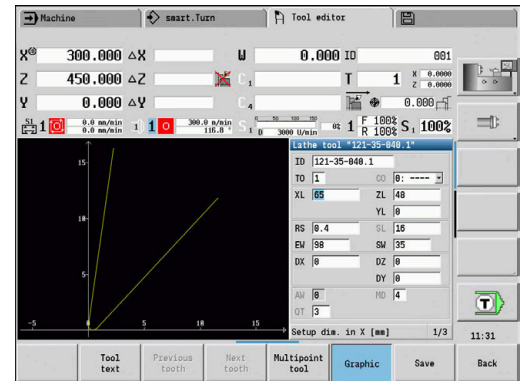 Machine smart.Turn Tool editor
X 300.000 ΔX W 0.000 ID 001
Z 450.000 ΔZ C1 T 1 X 0.0000
Z 0.0000
Y 0.000 ΔY C4 0.000
S1 1 0.0 mm/min
0.0 mm/min 1 300.0 m/min
116.8 ° S 0 50 100 150
D 3000 U/min 0% 1 F 100%
R 100% S1 100%
Lathe tool "121-35-040.1"
ID 121-35-040.1
TO 1 CO 0: ----
XL 65 ZL 48
YL 0
RS 0.4 SL 16
EW 98 SW 35
DX 0 DZ 0
DY 0
AW 0 MD 4
OT 3
Setup dim. in X [mm] 1/3
15
10
5
-5 0 5 10 15
T
11:31
Tool text
Previous tooth
Next tooth
Multipoint tool
Graphic
Save
Back